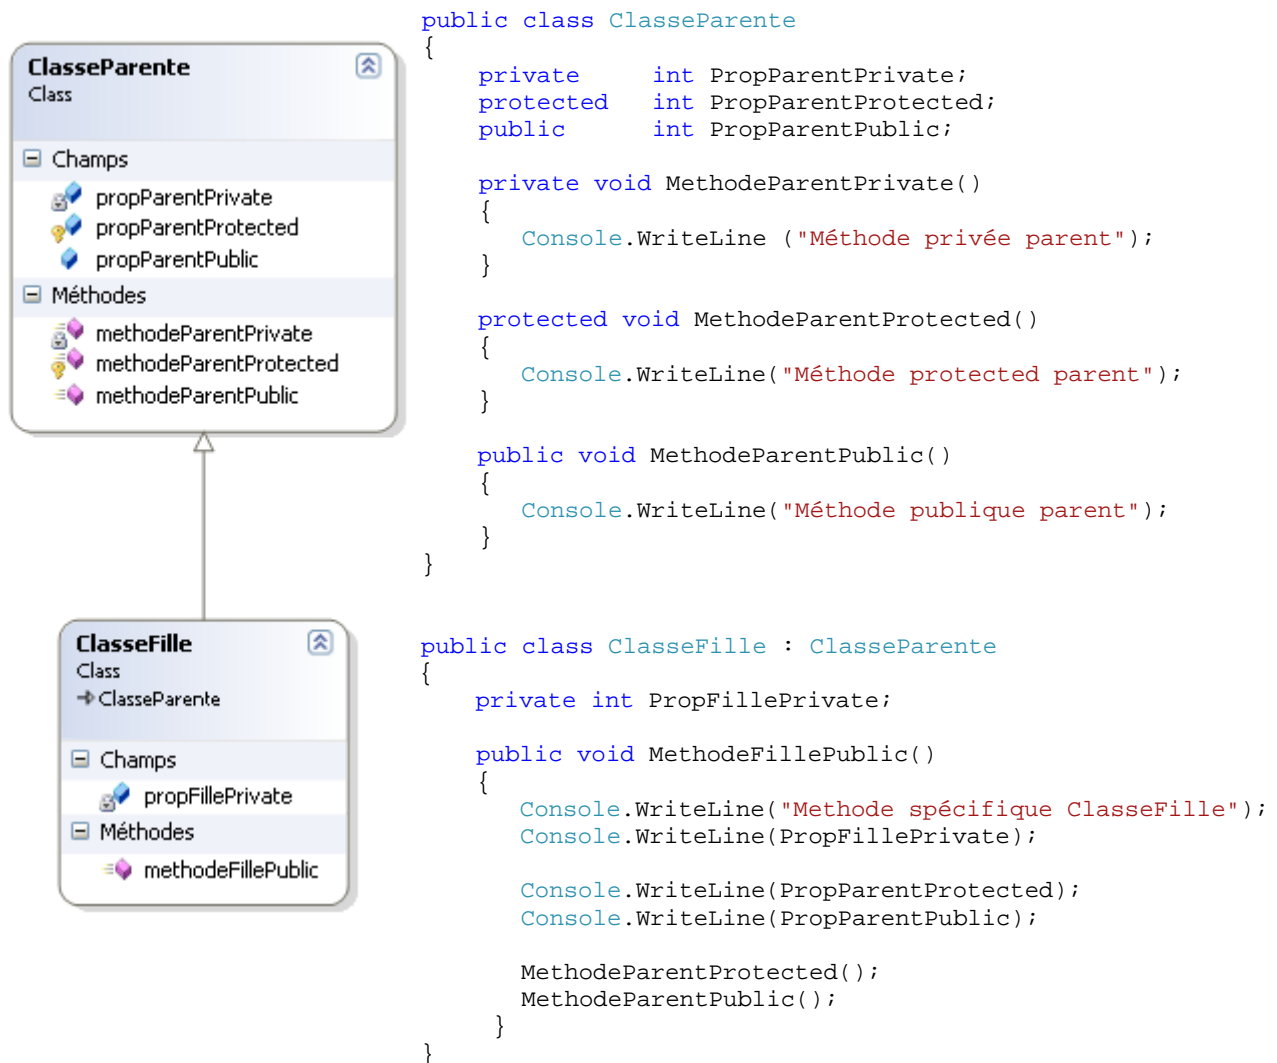 ClasseParente
Class
Champs
propParentPrivate
propParentProtected
propParentPublic
Méthodes
methodeParentPrivate
methodeParentProtected
methodeParentPublic
ClasseFille
Class
ClasseParente
Champs
propFillePrivate
Méthodes
methodeFillePublic
public class ClasseParente
{
private int PropParentPrivate;
protected int PropParentProtected;
public int PropParentPublic;
private void MethodeParentPrivate()
{
Console.WriteLine ("Méthode privée parent");
}
protected void MethodeParentProtected()
{
Console.WriteLine("Méthode protected parent");
}
public void MethodeParentPublic()
{
Console.WriteLine("Méthode publique parent");
}
}
public class ClasseFille : ClasseParente
{
private int PropFillePrivate;
public void MethodeFillePublic()
{
Console.WriteLine("Methode spécifique ClasseFille");
Console.WriteLine(PropFillePrivate);
Console.WriteLine(PropParentProtected);
Console.WriteLine(PropParentPublic);
MethodeParentProtected();
MethodeParentPublic();
}
}